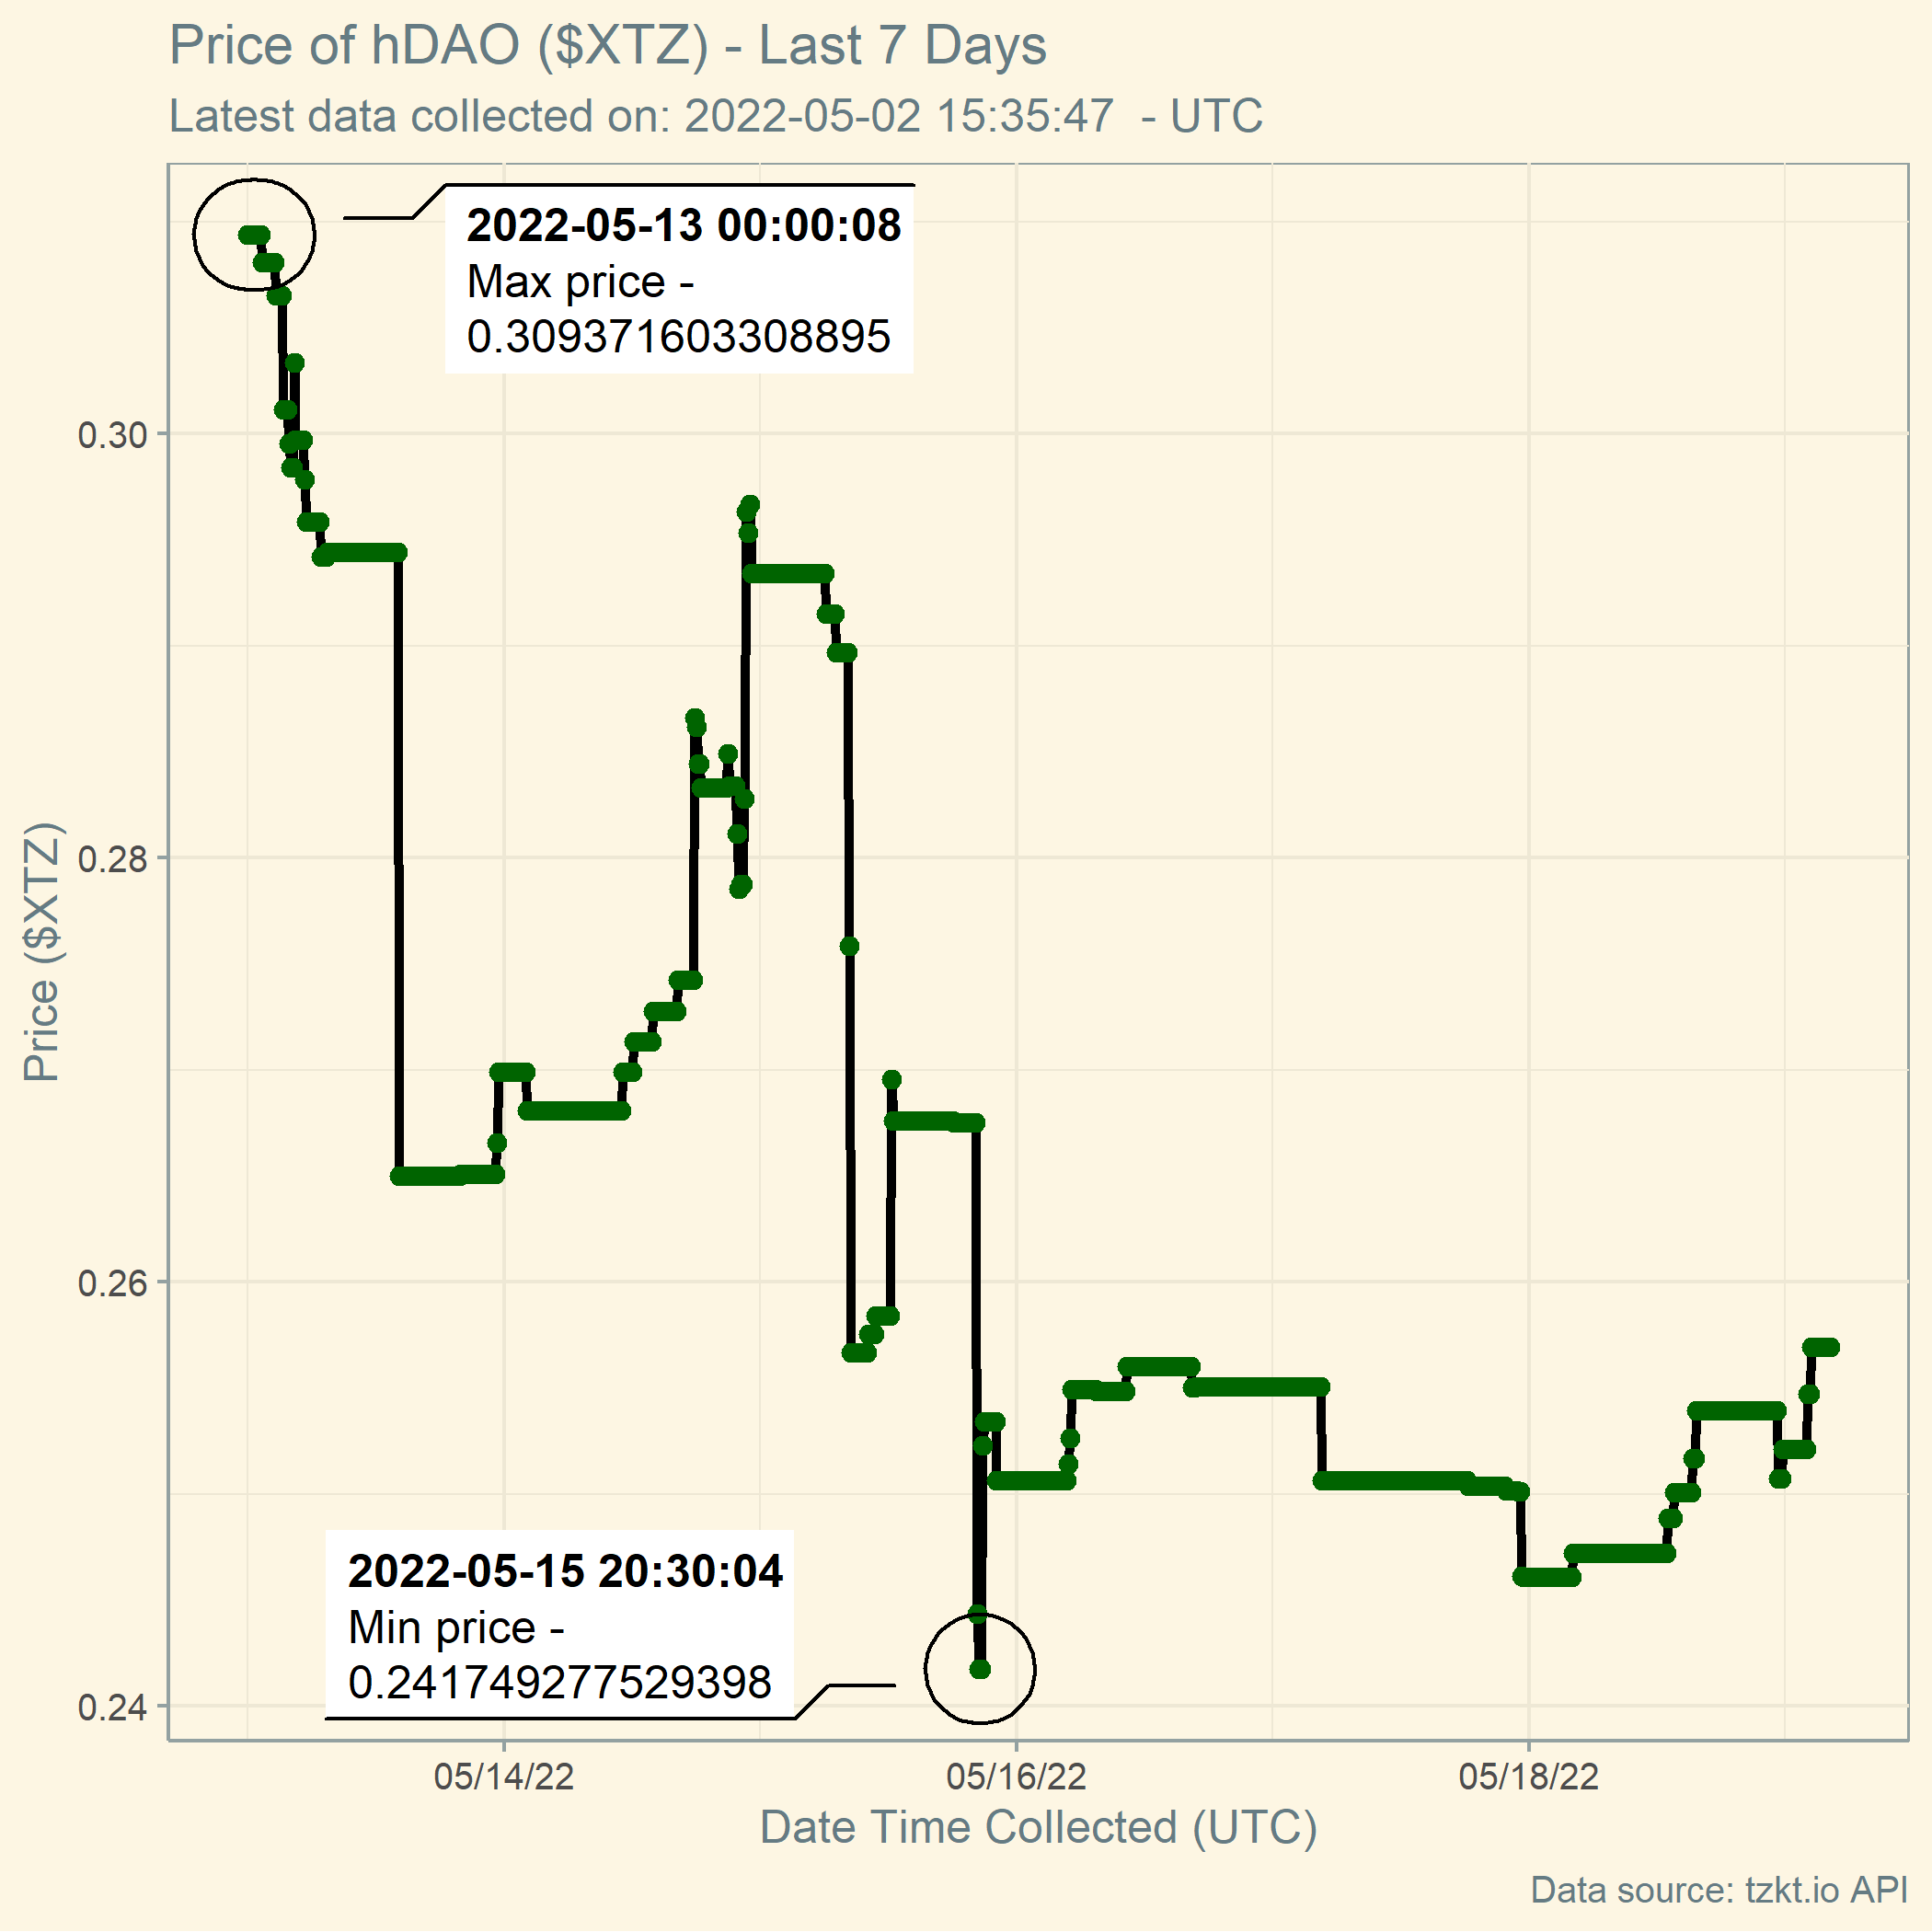 Price of hDAO ($XTZ) - Last 7 Days
Latest data collected on: 2022-05-02 15:35:47  - UTC
2022-05-13 00:00:08
Max price -
0.309371603308895
0.30
0.28
0.26
0.24
Price ($XTZ)
2022-05-15 20:30:04
Min price -
0.241749277529398
05/14/22
05/16/22
05/18/22
Date Time Collected (UTC)
Data source: tzkt.io API